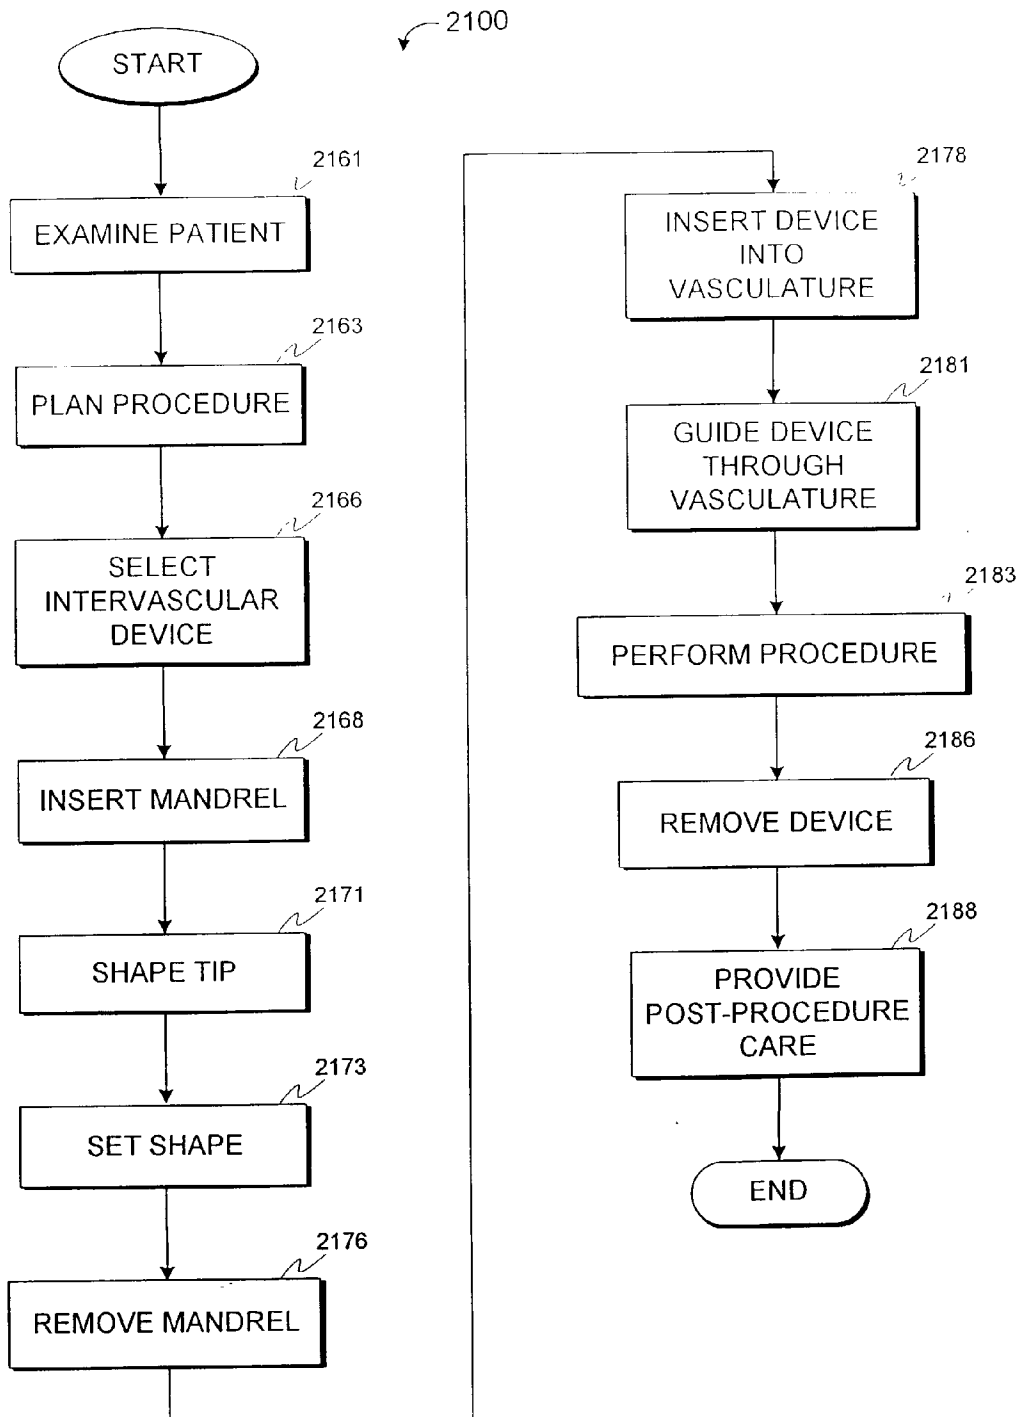 2100
START
2161
EXAMINE PATIENT
2163
PLAN PROCEDURE
2166
SELECT
INTERVASCULAR
DEVICE
2168
INSERT MANDREL
2171
SHAPE TIP
2173
SET SHAPE
2176
REMOVE MANDREL
2178
INSERT DEVICE
INTO
VASCULATURE
2181
GUIDE DEVICE
THROUGH
VASCULATURE
2183
PERFORM PROCEDURE
2186
REMOVE DEVICE
2188
PROVIDE
POST-PROCEDURE
CARE
END